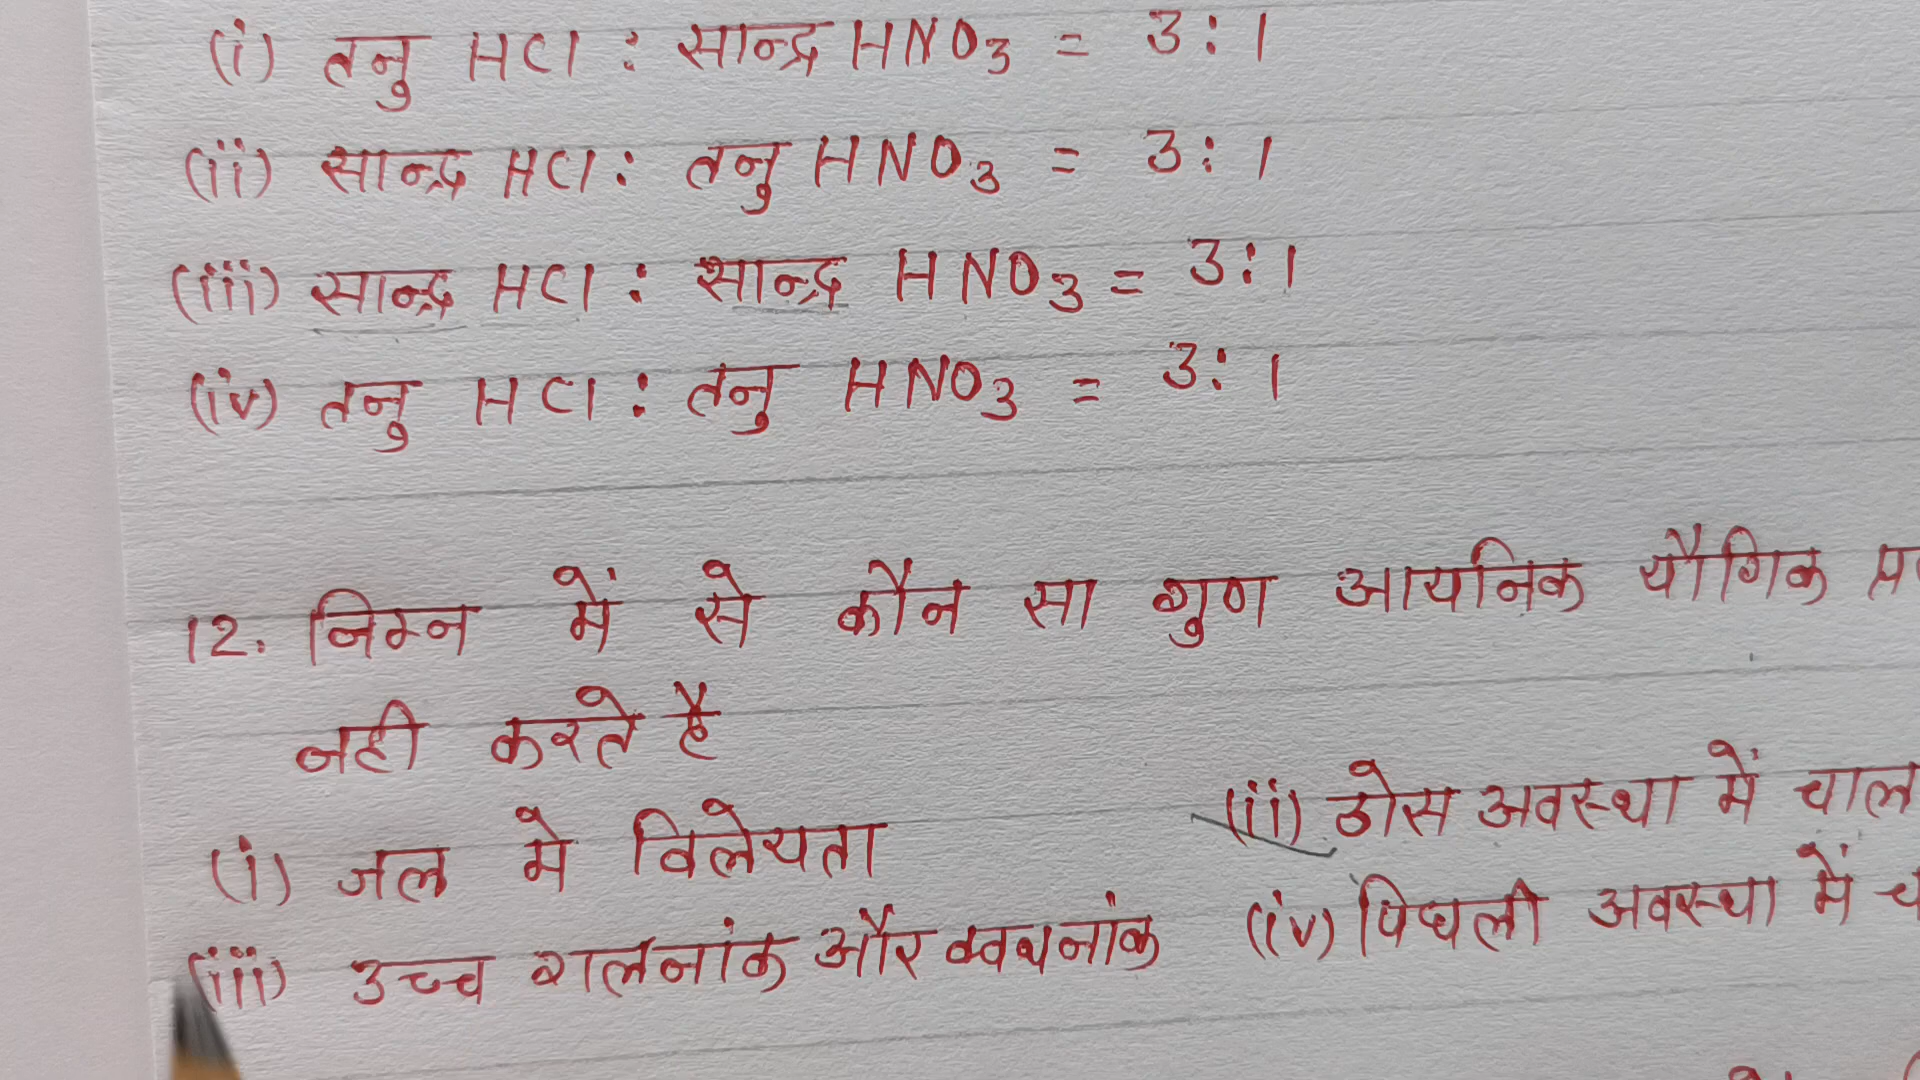 (i) तनु HCl : सान्द्र HNO3 = 3:1
(ii) सान्द्र HCl : तनु HNO3 = 3:1
(iii) सान्द्र HCl : सान्द्र HNO3 = 3:1
(iv) तनु HCl : तनु HNO3 = 3:1
12. निम्न में से कौन सा गुण आयनिक यौगिक
नही करते है
(i) जल मे विलेयता (ii) ठोस अवस्था में
(iii) उच्च गलनांक और क्वथनांक (iv) पिघली अवस्था में